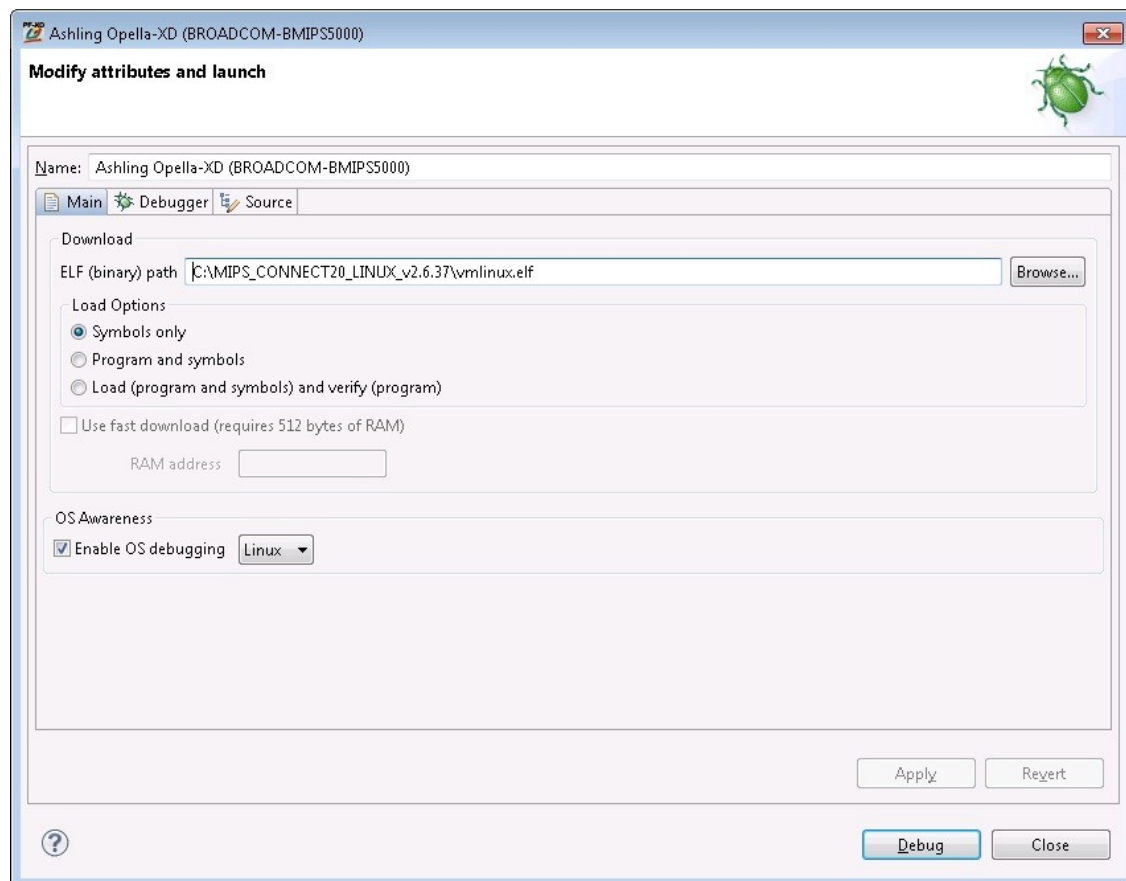 Ashling Opella-XD (BROADCOM-BMIPS5000)
Modify attributes and launch
Name: Ashling Opella-XD (BROADCOM-BMIPS5000)
Main Debugger Source
Download
ELF (binary) path C:\MIPS_CONNECT20_LINUX_v2.6.37\vmlinux.elf Browse...
Load Options
Symbols only
Program and symbols
Load (program and symbols) and verify (program)
Use fast download (requires 512 bytes of RAM)
RAM address
OS Awareness
Enable OS debugging Linux
Apply Revert
? Debug Close